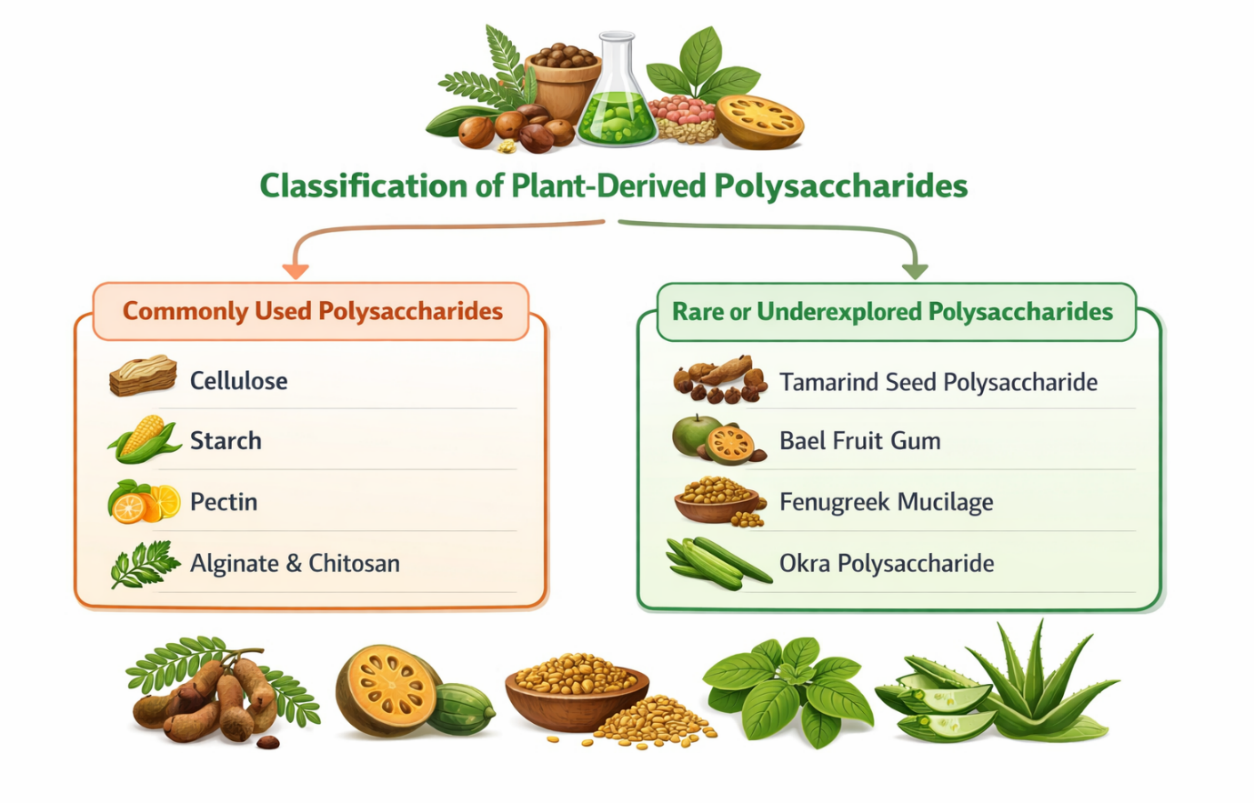 Classification of Plant-Derived Polysaccharides
Commonly Used Polysaccharides
Cellulose
Starch
Pectin
Alginate & Chitosan
Rare or Underexplored Polysaccharides
Tamarind Seed Polysaccharide
Bael Fruit Gum
Fenugreek Mucilage
Okra Polysaccharide